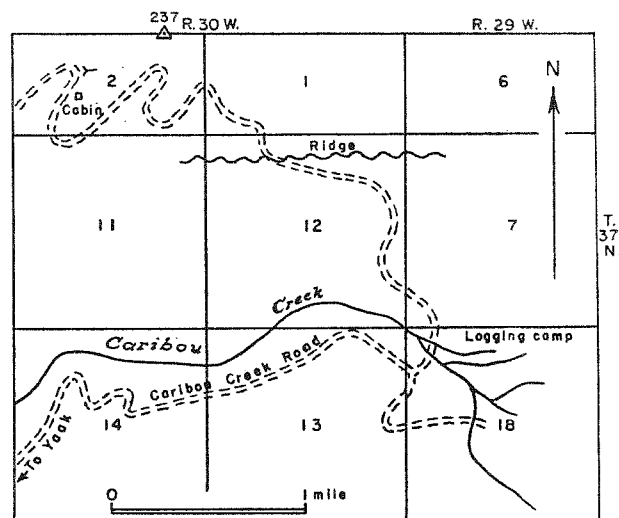 237 R. 30 W.
R. 29 W.
2
1
6
N
Cabin
Ridge
11
12
7
T.
37
N.
Caribou Creek
Logging camp
Caribou Creek Road
To Yaak
14
13
18
0 1 mile